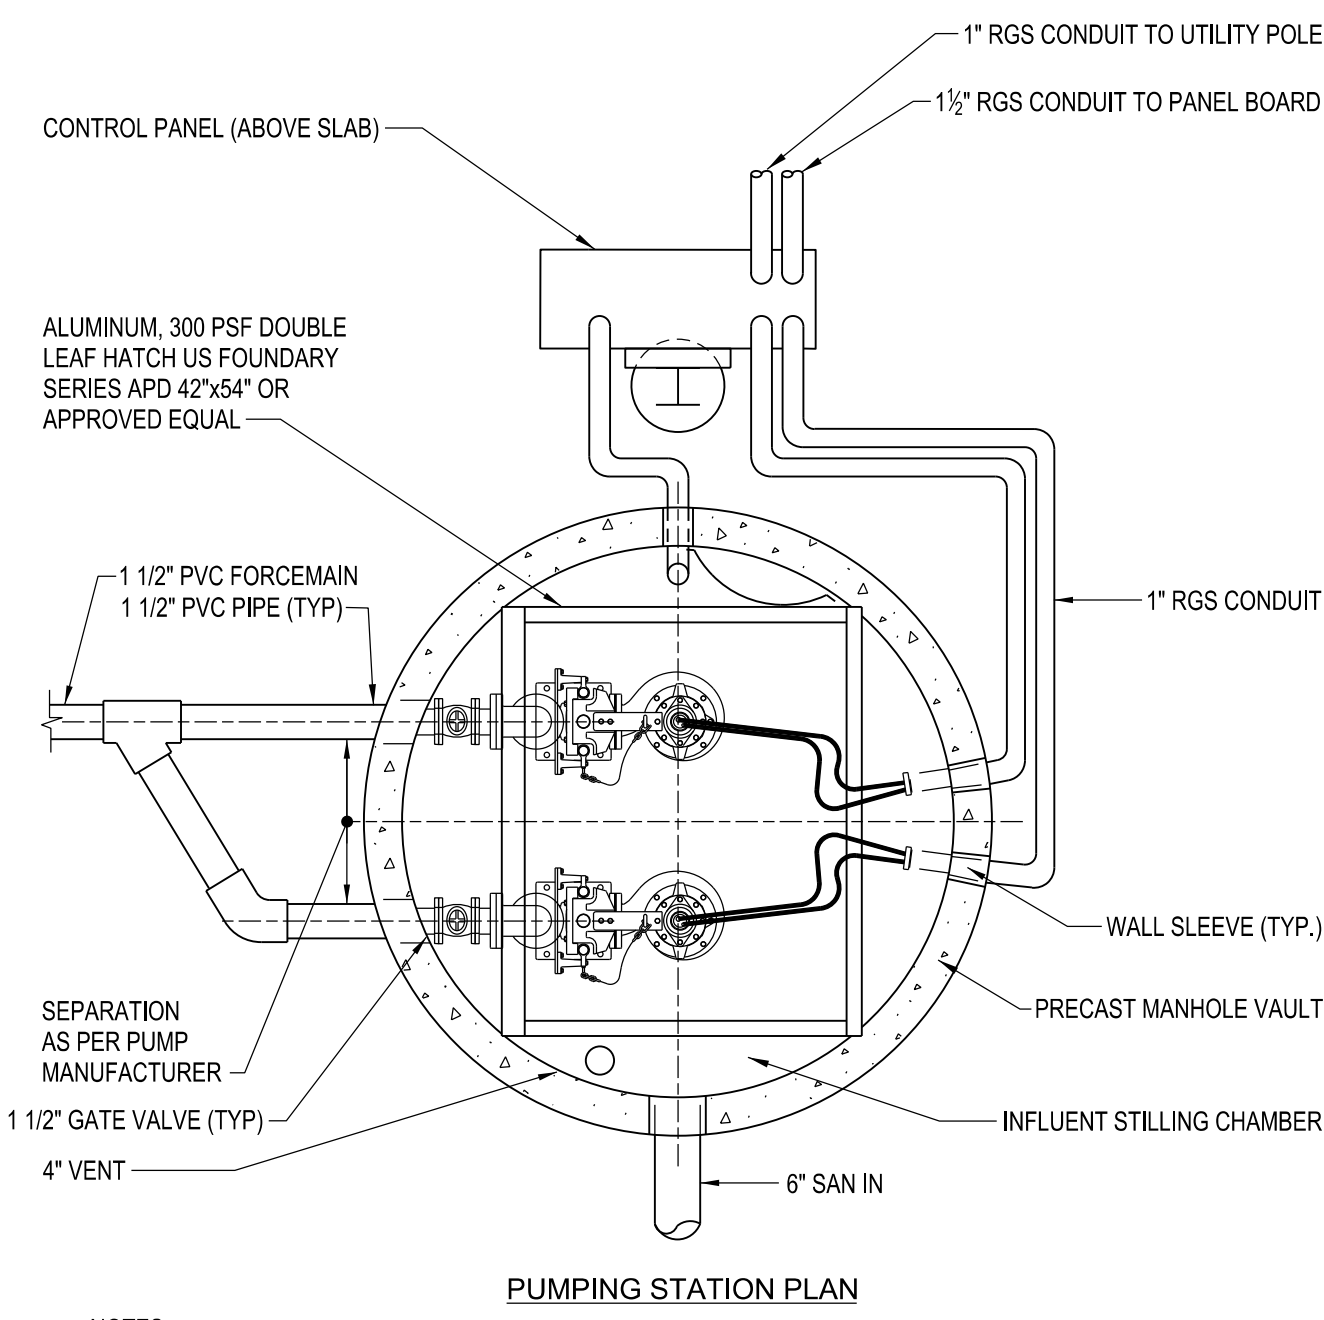 1" RGS CONDUIT TO UTILITY POLE
1½" RGS CONDUIT TO PANEL BOARD
CONTROL PANEL (ABOVE SLAB)
ALUMINUM, 300 PSF DOUBLE
LEAF HATCH US FOUNDARY
SERIES APD 42"x54" OR
APPROVED EQUAL
1 1/2" PVC FORCEMAIN
1 1/2" PVC PIPE (TYP)
1" RGS CONDUIT
WALL SLEEVE (TYP.)
PRECAST MANHOLE VAULT
SEPARATION
AS PER PUMP
MANUFACTURER
1 1/2" GATE VALVE (TYP)
INFLUENT STILLING CHAMBER
4" VENT
6" SAN IN
PUMPING STATION PLAN